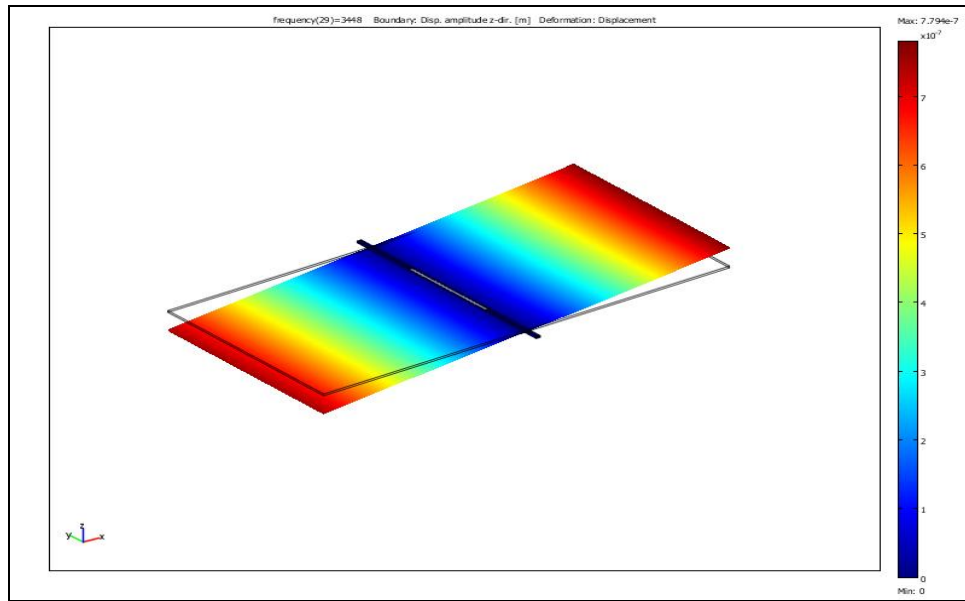 frequency(29)=3448 Boundary: Disp. amplitude z-dir. [m] Deformation: Displacement
Max: 7.794e-7
x10⁻⁷
7
6
5
4
3
2
1
0
Min: 0
z
y
x